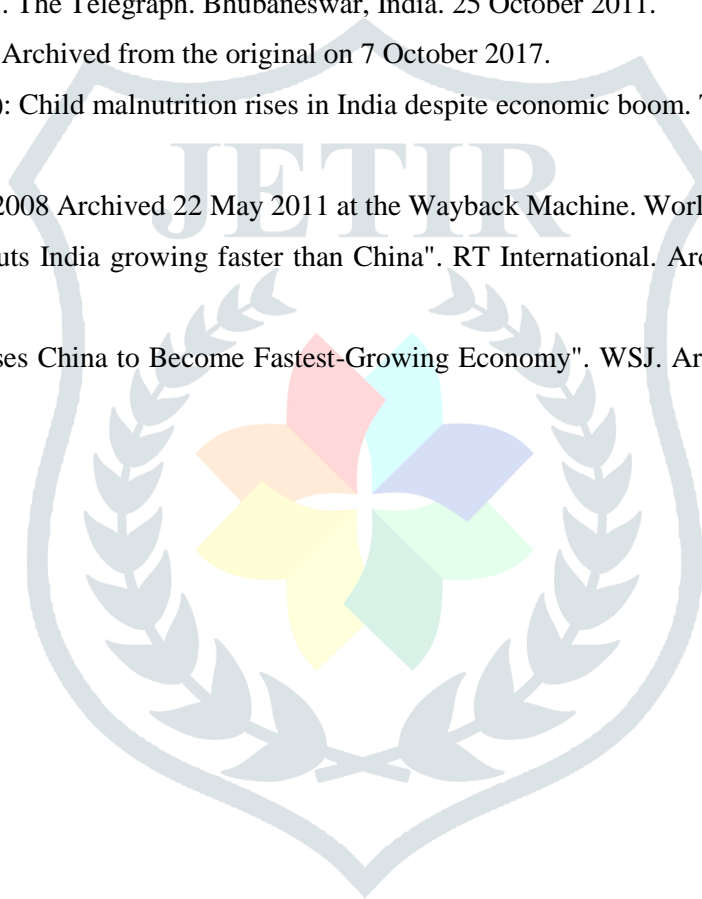 . The Telegraph. Bhubaneswar, India. 25 October 2011.
Archived from the original on 7 October 2017.
): Child malnutrition rises in India despite economic boom.
JETIR
2008 Archived 22 May 2011 at the Wayback Machine.
India growing faster than China". RT International.
China to Become Fastest-Growing Economy". WSJ.